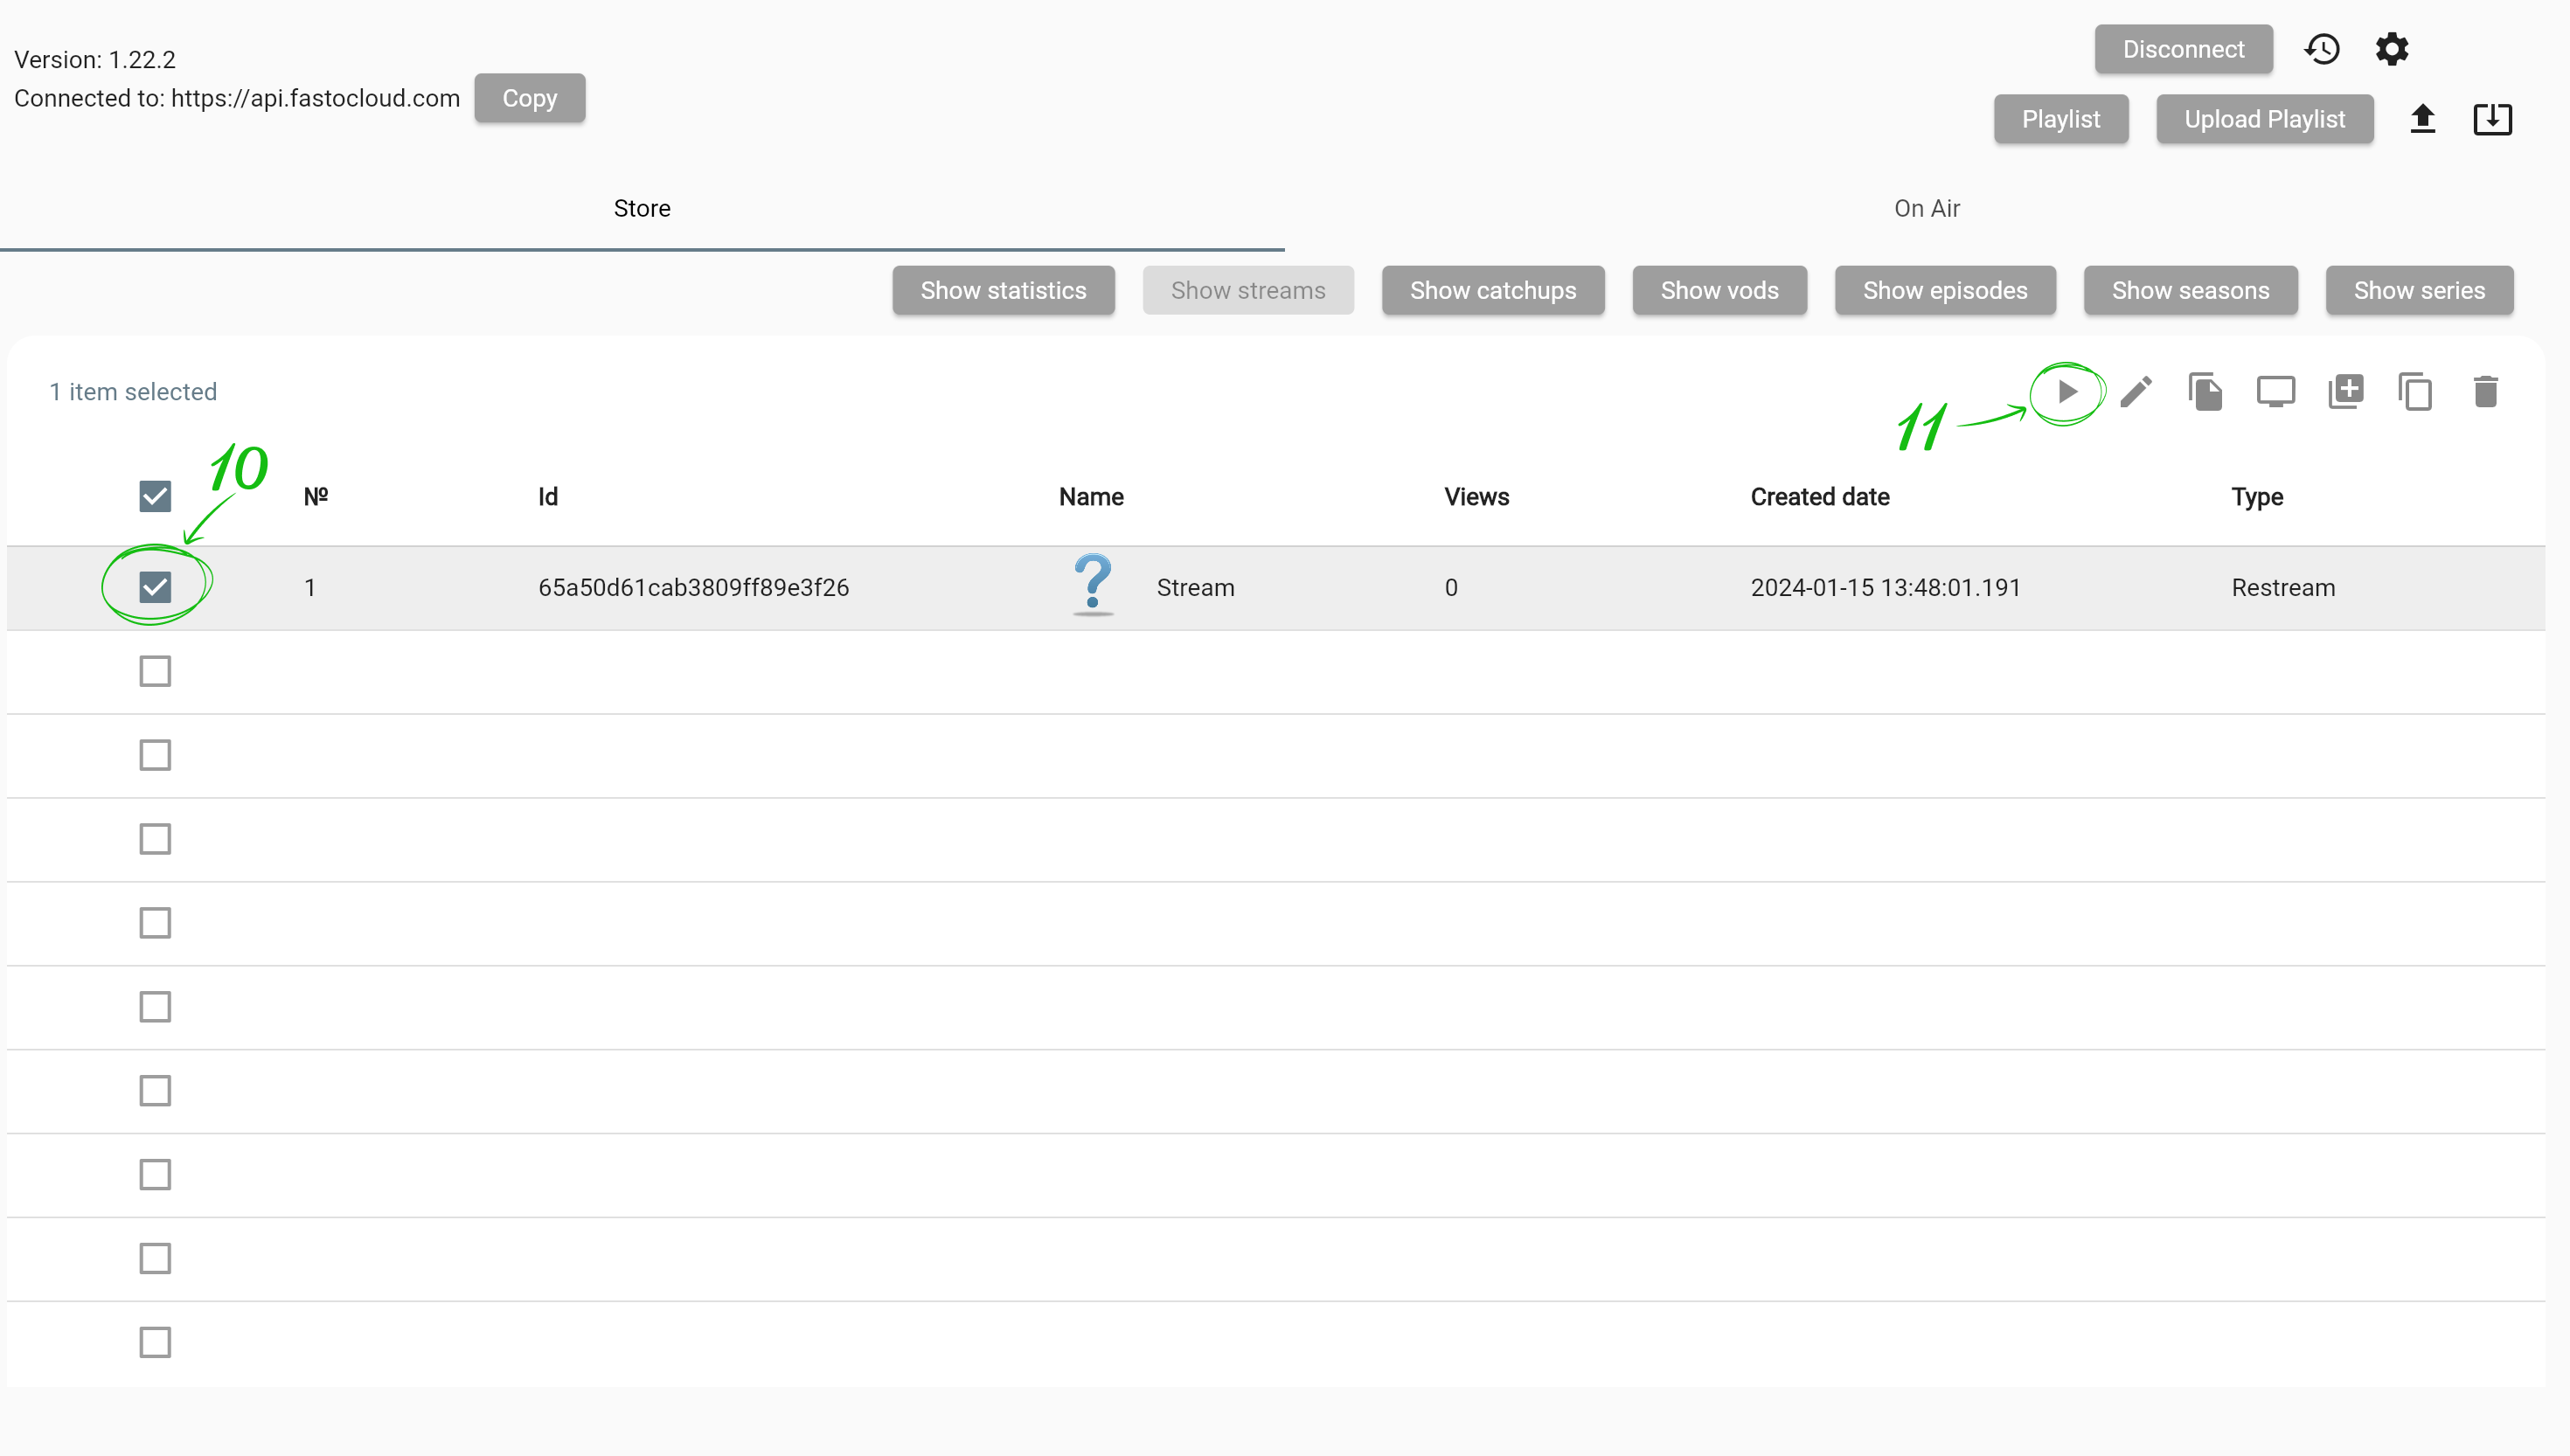 Version: 1.22.2
Connected to: https://api.fastocloud.com Copy
Disconnect
Playlist Upload Playlist
Store On Air
Show statistics Show streams Show catchups Show vods Show episodes Show seasons Show series
1 item selected
11
10
№ Id Name Views Created date Type
1 65a50d61cab3809ff89e3f26 ? Stream 0 2024-01-15 13:48:01.191 Restream